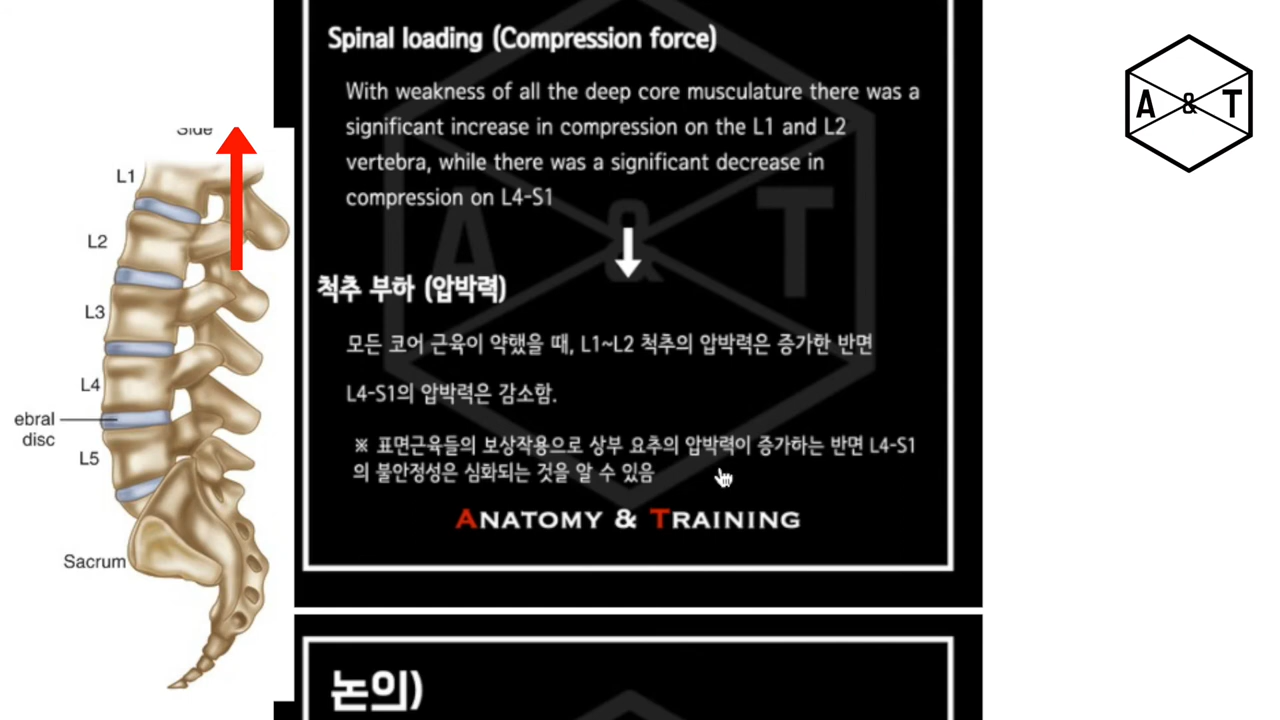 Side
L1
L2
L3
L4
ebral
disc
L5
Sacrum
Spinal loading (Compression force)
With weakness of all the deep core musculature there was a
significant increase in compression on the L1 and L2
vertebra, while there was a significant decrease in
compression on L4-S1
척추 부하 (압박력)
모든 코어 근육이 약했을 때, L1~L2 척추의 압박력은 증가한 반면
L4-S1의 압박력은 감소함.
※ 표면근육들의 보상작용으로 상부 요추의 압박력이 증가하는 반면 L4-S1
의 불안정성은 심화되는 것을 알 수 있음
ANATOMY & TRAINING
논의)
A & T
A & T